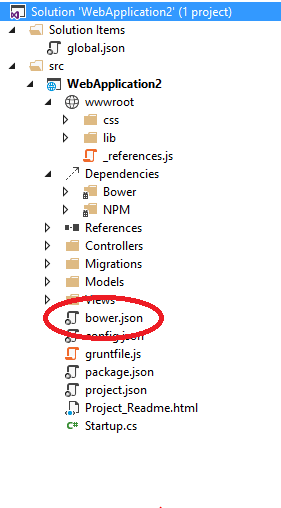 Solution 'WebApplication2' (1 project)
Solution Items
global.json
src
WebApplication2
wwwroot
css
lib
_references.js
Dependencies
Bower
NPM
References
Controllers
Migrations
Models
Views
bower.json
config.json
gruntfile.js
package.json
project.json
Project_Readme.html
C# Startup.cs